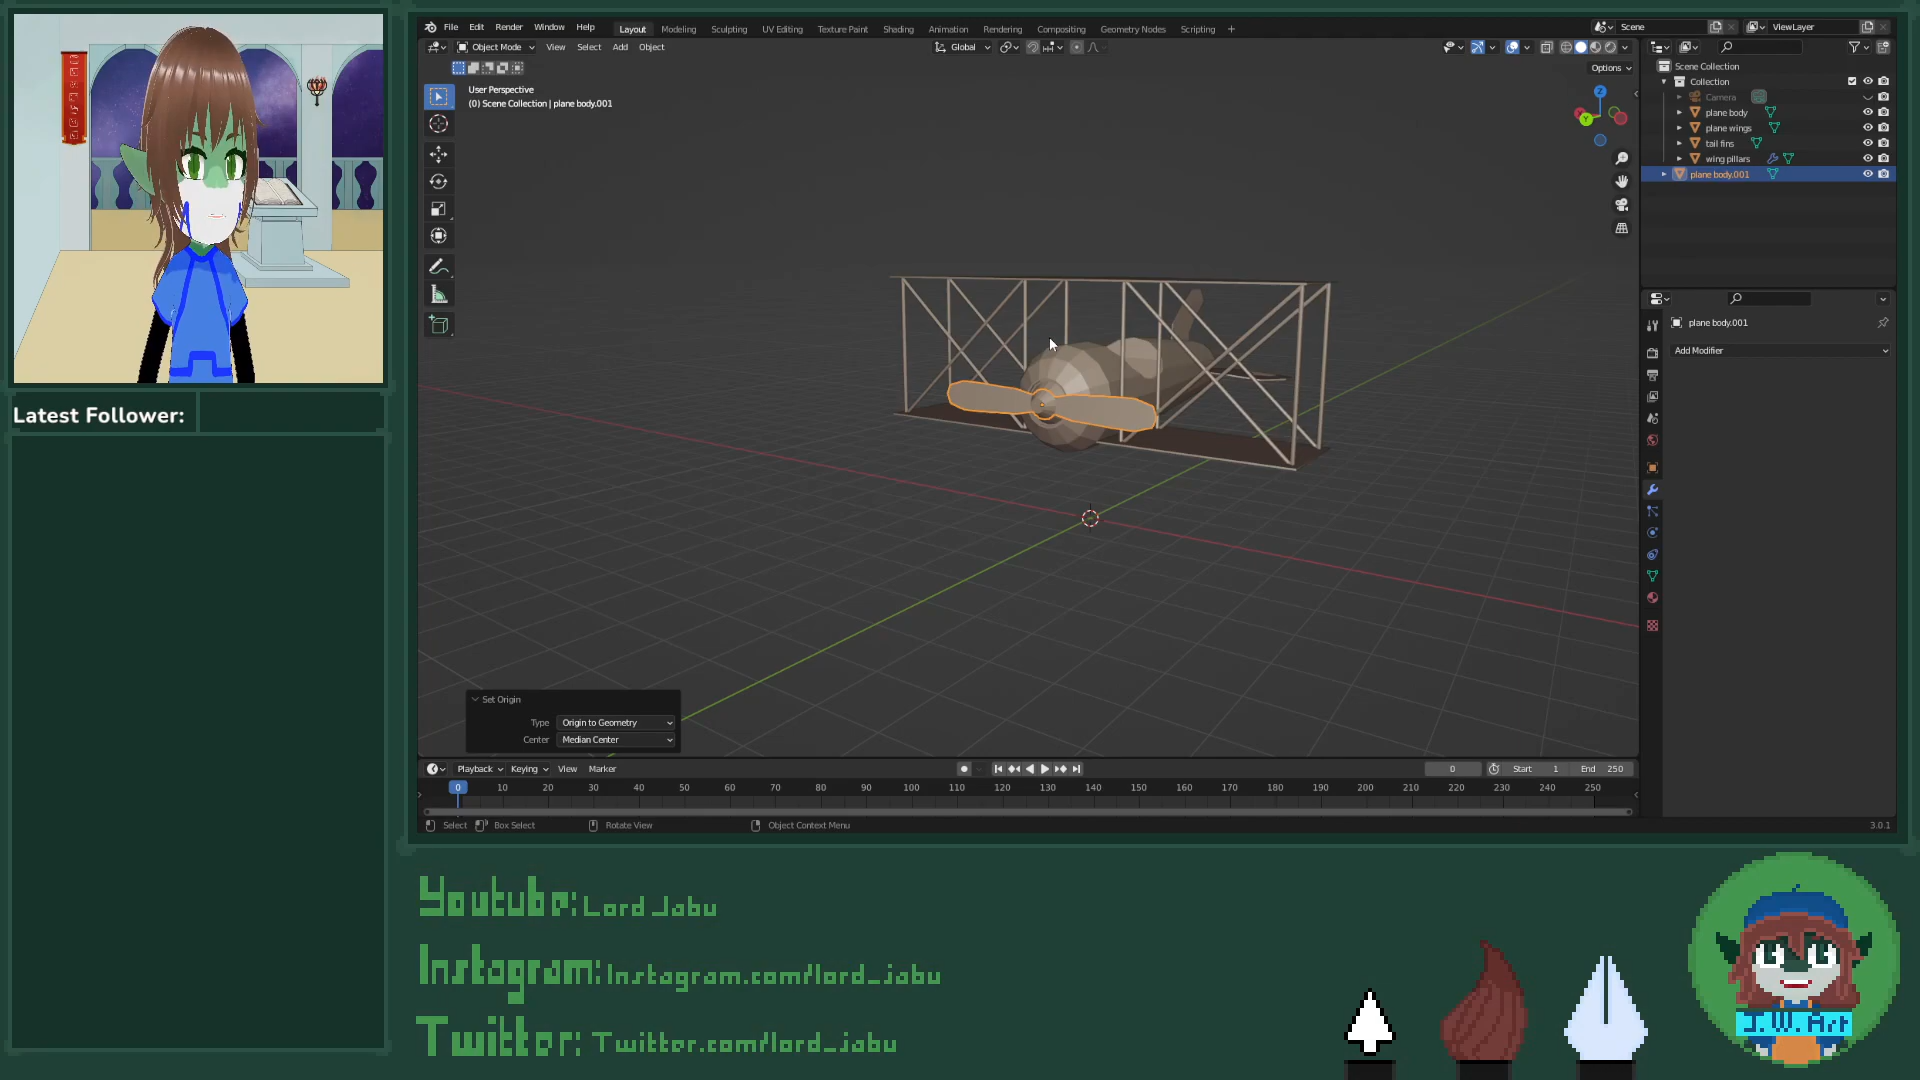 File Edit Render Window Help Layout Modeling Sculpting UV Editing Texture Paint Shading Animation Rendering Compositing Geometry Nodes Scripting + Scene ViewLayer
Object Mode View Select Add Object Global
Options
User Perspective
(0) Scene Collection | plane body.001
Z
Y
Scene Collection
Collection
Camera
plane body
plane wings
tail fins
wing pillars
plane body.001
plane body.001
Add Modifier
Set Origin
Type Origin to Geometry
Center Median Center
Playback Keying View Marker 0 Start 1 End 250
0 10 20 30 40 50 60 70 80 90 100 110 120 130 140 150 160 170 180 190 200 210 220 230 240 250
Select Box Select Rotate View Object Context Menu 3.0.1
Latest Follower:
Youtube: Lord Jabu
Instagram: Instagram.com/lord_jabu
Twitter: Twitter.com/lord_jabu
J.W. Art